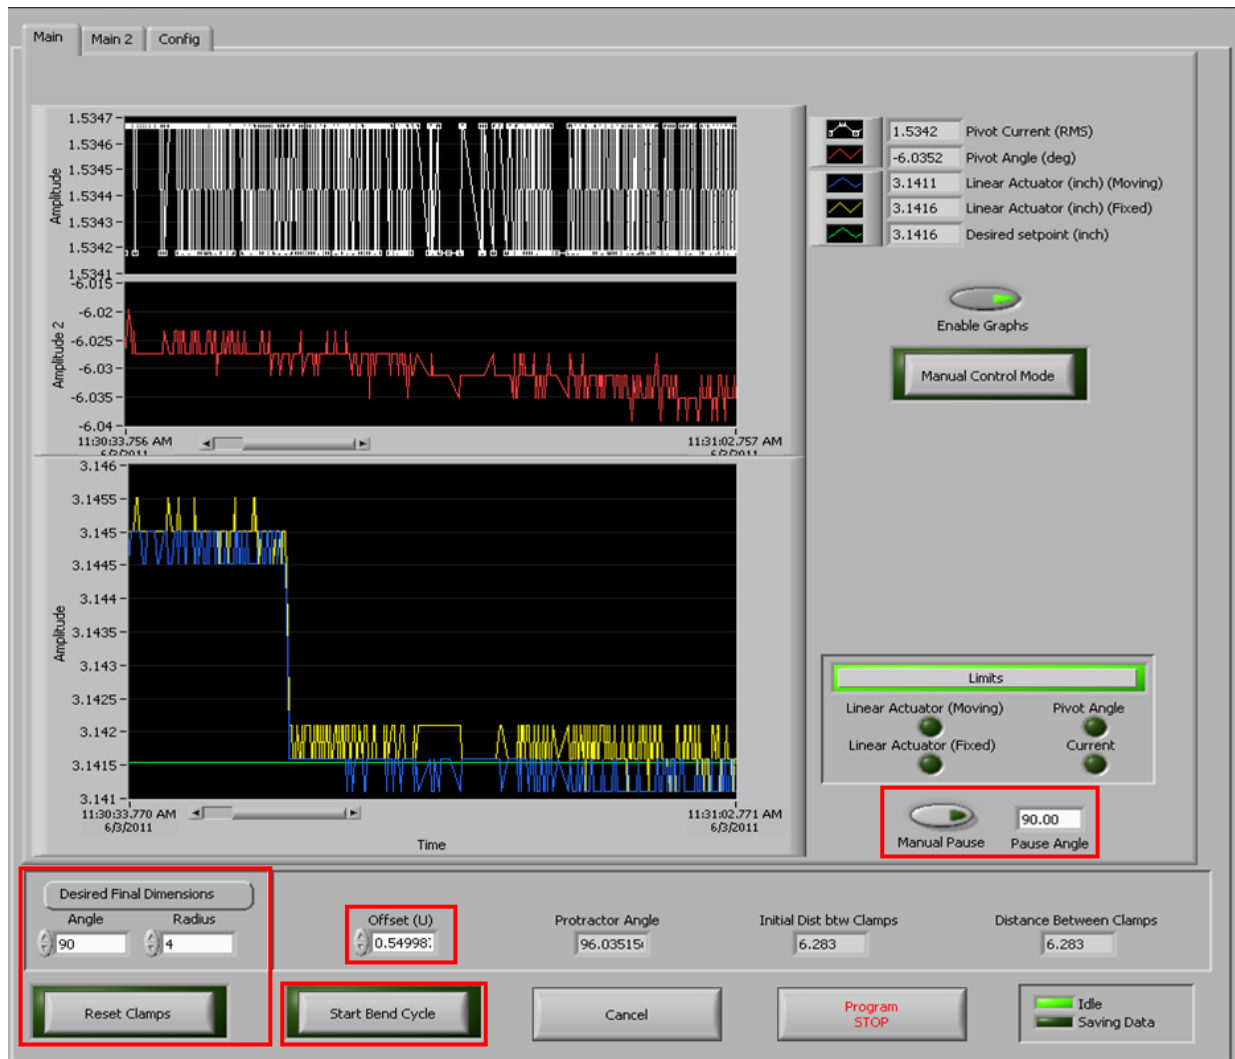 Main Main 2 Config
1.5347
1.5346
1.5345
1.5344
1.5343
1.5342
1.5341
Amplitude
-6.015
-6.02
-6.025
-6.03
-6.035
-6.04
Amplitude 2
11:30:33.756 AM
6/3/2011
11:31:02.757 AM
6/3/2011
3.146
3.1455
3.145
3.1445
3.144
3.1435
3.143
3.1425
3.142
3.1415
3.141
Amplitude
11:30:33.770 AM
6/3/2011
11:31:02.771 AM
6/3/2011
Time
1.5342 Pivot Current (RMS)
-6.0352 Pivot Angle (deg)
3.1411 Linear Actuator (inch) (Moving)
3.1416 Linear Actuator (inch) (Fixed)
3.1416 Desired setpoint (inch)
Enable Graphs
Manual Control Mode
Limits
Linear Actuator (Moving) Pivot Angle
Linear Actuator (Fixed) Current
90.00
Manual Pause Pause Angle
Desired Final Dimensions
Angle Radius
90 4
Offset (U)
0.54998
Protractor Angle
96.03515
Initial Dist btw Clamps
6.283
Distance Between Clamps
6.283
Reset Clamps
Start Bend Cycle
Cancel
Program
STOP
Idle
Saving Data